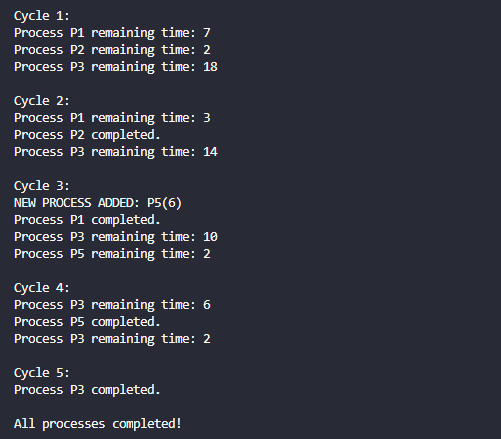 Cycle 1:
Process P1 remaining time: 7
Process P2 remaining time: 2
Process P3 remaining time: 18
Cycle 2:
Process P1 remaining time: 3
Process P2 completed.
Process P3 remaining time: 14
Cycle 3:
NEW PROCESS ADDED: P5(6)
Process P1 completed.
Process P3 remaining time: 10
Process P5 remaining time: 2
Cycle 4:
Process P3 remaining time: 6
Process P5 completed.
Process P3 remaining time: 2
Cycle 5:
Process P3 completed.
All processes completed!